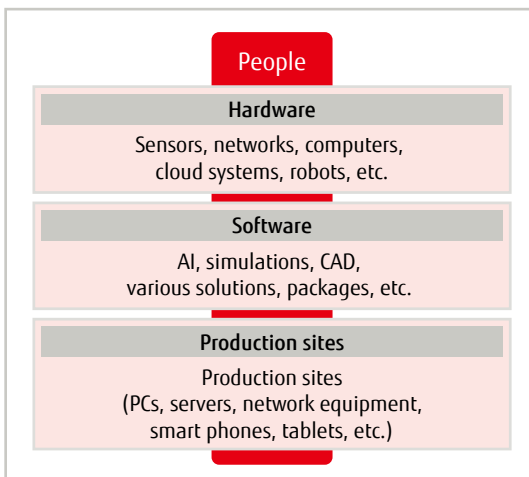 People
Hardware
Sensors, networks, computers,
cloud systems, robots, etc.
Software
AI, simulations, CAD,
various solutions, packages, etc.
Production sites
Production sites
(PCs, servers, network equipment,
smart phones, tablets, etc.)